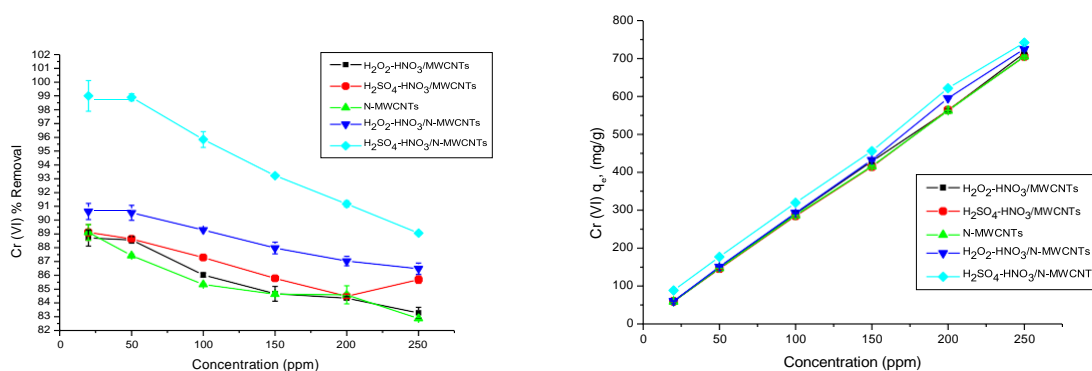 102
101
100
99
98
97
96
95
94
93
92
91
90
89
88
87
86
85
84
83
82
0 50 100 150 200 250
Cr (VI) % Removal
Concentration (ppm)
H₂O₂-HNO₃/MWCNTs
H₂SO₄-HNO₃/MWCNTs
N-MWCNTs
H₂O₂-HNO₃/N-MWCNTs
H₂SO₄-HNO₃/N-MWCNTs
800
700
600
500
400
300
200
100
0
0 50 100 150 200 250
Cr (VI) qₑ, (mg/g)
Concentration (ppm)
H₂O₂-HNO₃/MWCNTs
H₂SO₄-HNO₃/MWCNTs
N-MWCNTs
H₂O₂-HNO₃/N-MWCNTs
H₂SO₄-HNO₃/N-MWCNT